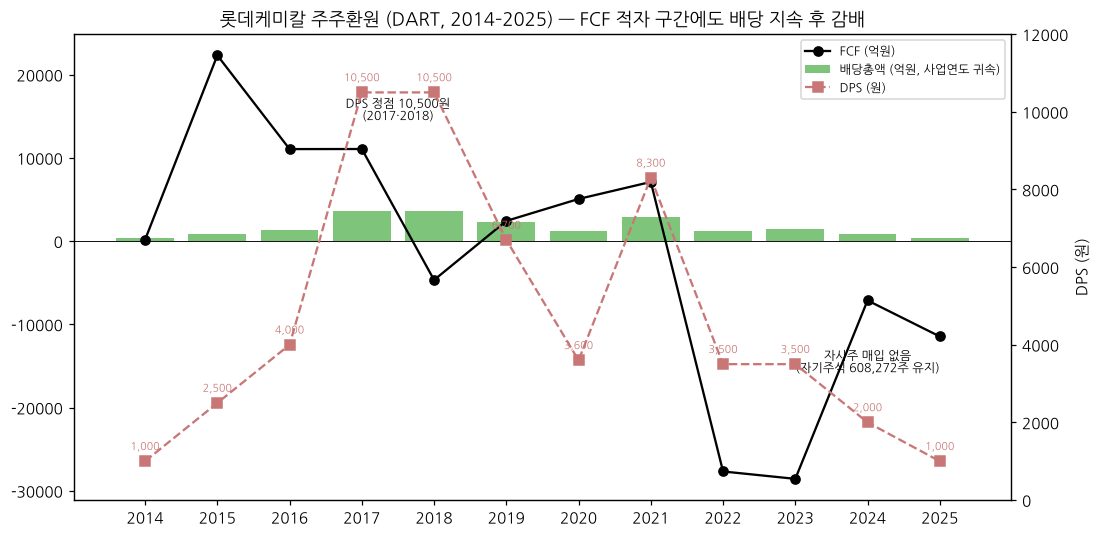 롯데케미칼 주주환원 (DART, 2014-2025) — FCF 적자 구간에도 배당 지속 후 감배
FCF (억원)
배당총액 (억원, 사업연도 귀속)
DPS (원)
20000
10000
0
-10000
-20000
-30000
12000
10000
8000
6000
4000
2000
0
DPS (원)
1,000
2,500
4,000
10,500
10,500
DPS 정점 10,500원
(2017·2018)
3,600
8,300
3,500
3,500
자사주 매입 없음
(자기주식 608,272주 유지)
2,000
1,000
2014 2015 2016 2017 2018 2019 2020 2021 2022 2023 2024 2025